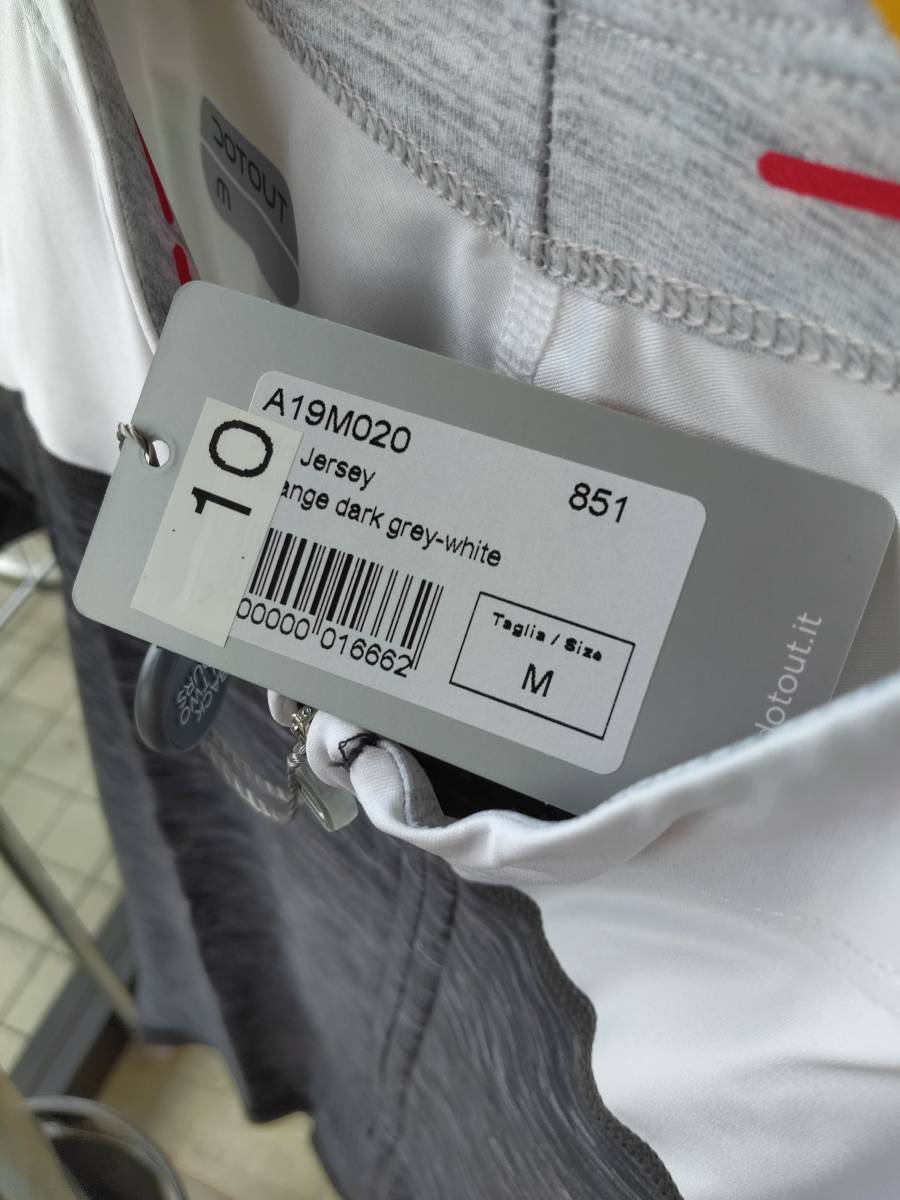 DOTOUT
m
A19M020
10
Jersey
851
ange dark grey-white
00000 016662
Taglia / Size
M
dotout.it